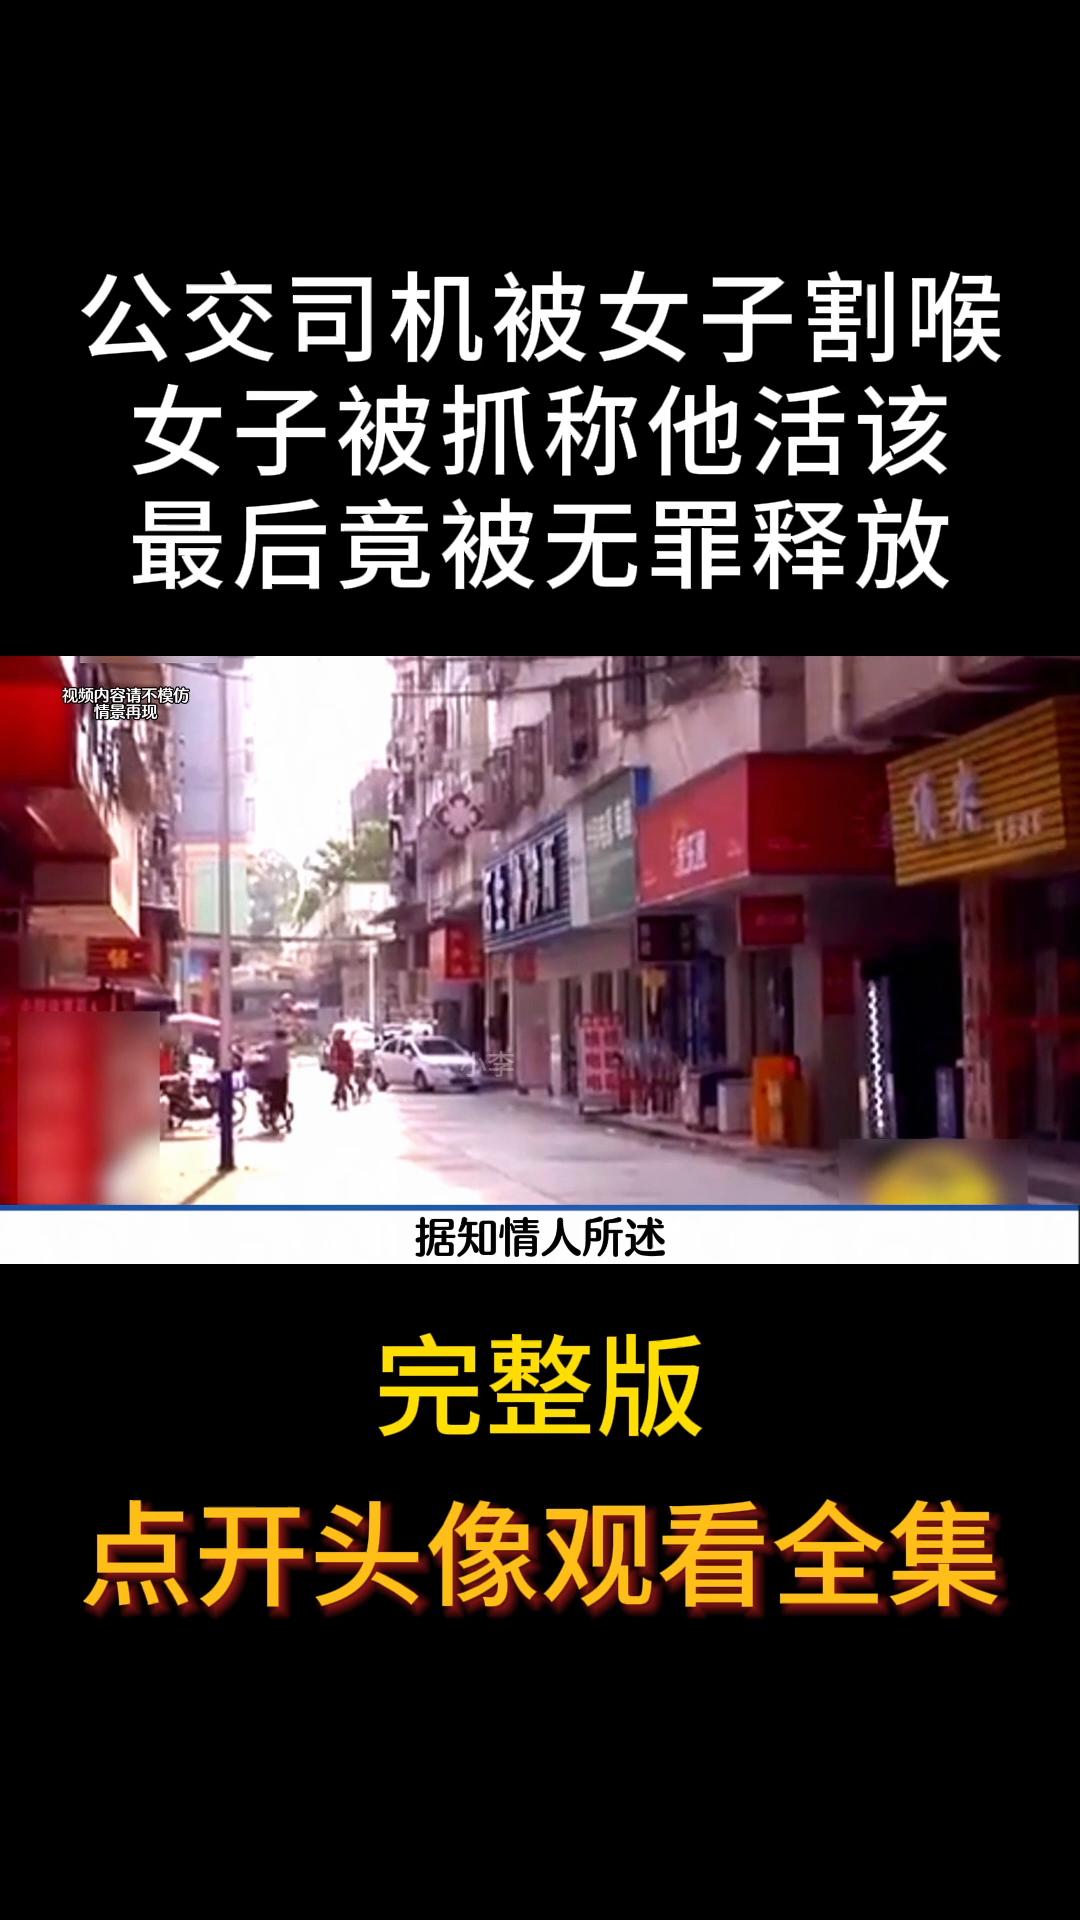 公交司机被女子割喉
女子被抓称他活该
最后竟被无罪释放
视频内容请不模仿
情景再现
小李
据知情人所述
完整版
点开头像观看全集